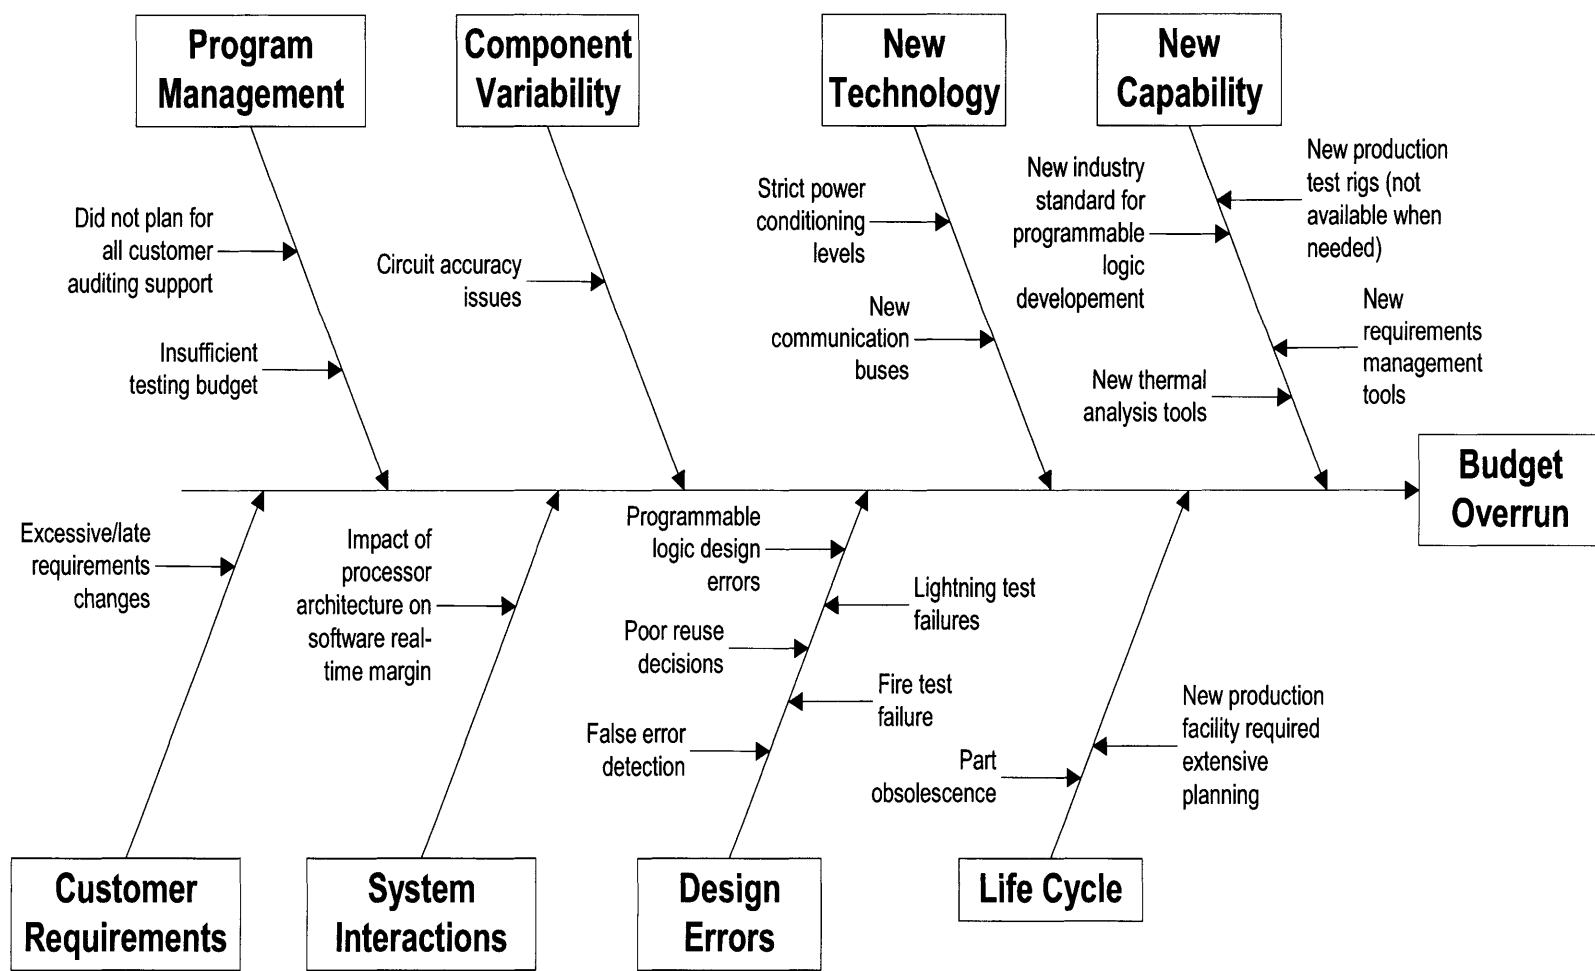 Program
Management
Component
Variability
New
Technology
New
Capability
Did not plan for
all customer
auditing support
Insufficient
testing budget
Circuit accuracy
issues
Strict power
conditioning
levels
New
communication
buses
New industry
standard for
programmable
logic
developement
New thermal
analysis tools
New production
test rigs (not
available when
needed)
New
requirements
management
tools
Budget
Overrun
Excessive/late
requirements
changes
Impact of
processor
architecture on
software real-
time margin
Programmable
logic design
errors
Poor reuse
decisions
False error
detection
Lightning test
failures
Fire test
failure
Part
obsolescence
New production
facility required
extensive
planning
Customer
Requirements
System
Interactions
Design
Errors
Life Cycle